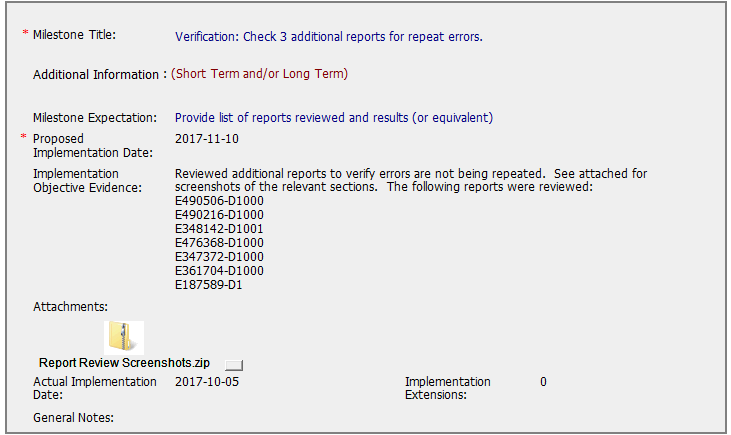 * Milestone Title: Verification: Check 3 additional reports for repeat errors.
Additional Information : (Short Term and/or Long Term)
Milestone Expectation: Provide list of reports reviewed and results (or equivalent)
* Proposed 2017-11-10
Implementation Date:
Implementation Reviewed additional reports to verify errors are not being repeated. See attached for
Objective Evidence: screenshots of the relevant sections. The following reports were reviewed:
E490506-D1000
E490216-D1000
E348142-D1001
E476368-D1000
E347372-D1000
E361704-D1000
E187589-D1
Attachments:
Report Review Screenshots.zip
Actual Implementation 2017-10-05 Implementation 0
Date: Extensions:
General Notes: